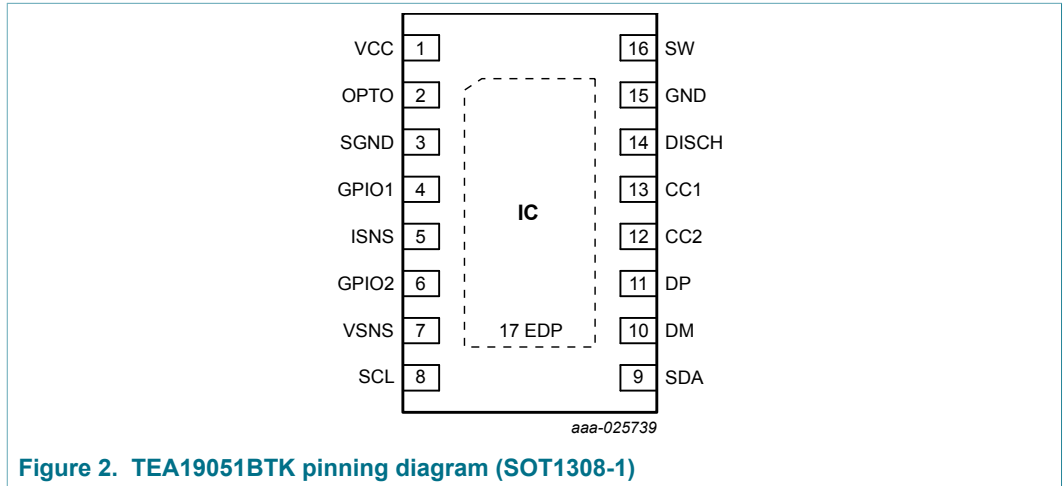 VCC 1 16 SW
OPTO 2 15 GND
SGND 3 14 DISCH
GPIO1 4 13 CC1
IC
ISNS 5 12 CC2
GPIO2 6 11 DP
VSNS 7 17 EDP 10 DM
SCL 8 9 SDA
aaa-025739
Figure 2. TEA19051BTK pinning diagram (SOT1308-1)